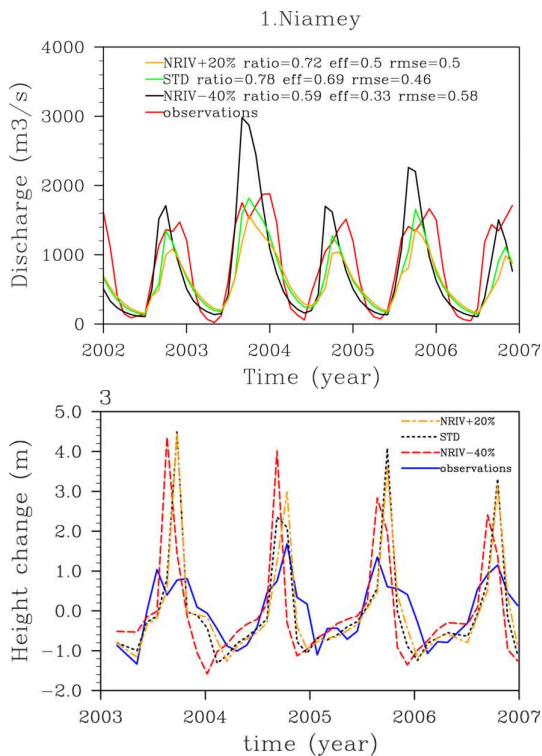 1.Niamey
4000
3000
2000
1000
0
Discharge (m3/s)
NRIV+20% ratio=0.72 eff=0.5 rmse=0.5
STD ratio=0.78 eff=0.69 rmse=0.46
NRIV-40% ratio=0.59 eff=0.33 rmse=0.58
observations
2002 2003 2004 2005 2006 2007
Time (year)
3
5.0
4.0
3.0
2.0
1.0
0.0
-1.0
-2.0
Height change (m)
NRIV+20%
STD
NRIV-40%
observations
2003 2004 2005 2006 2007
time (year)